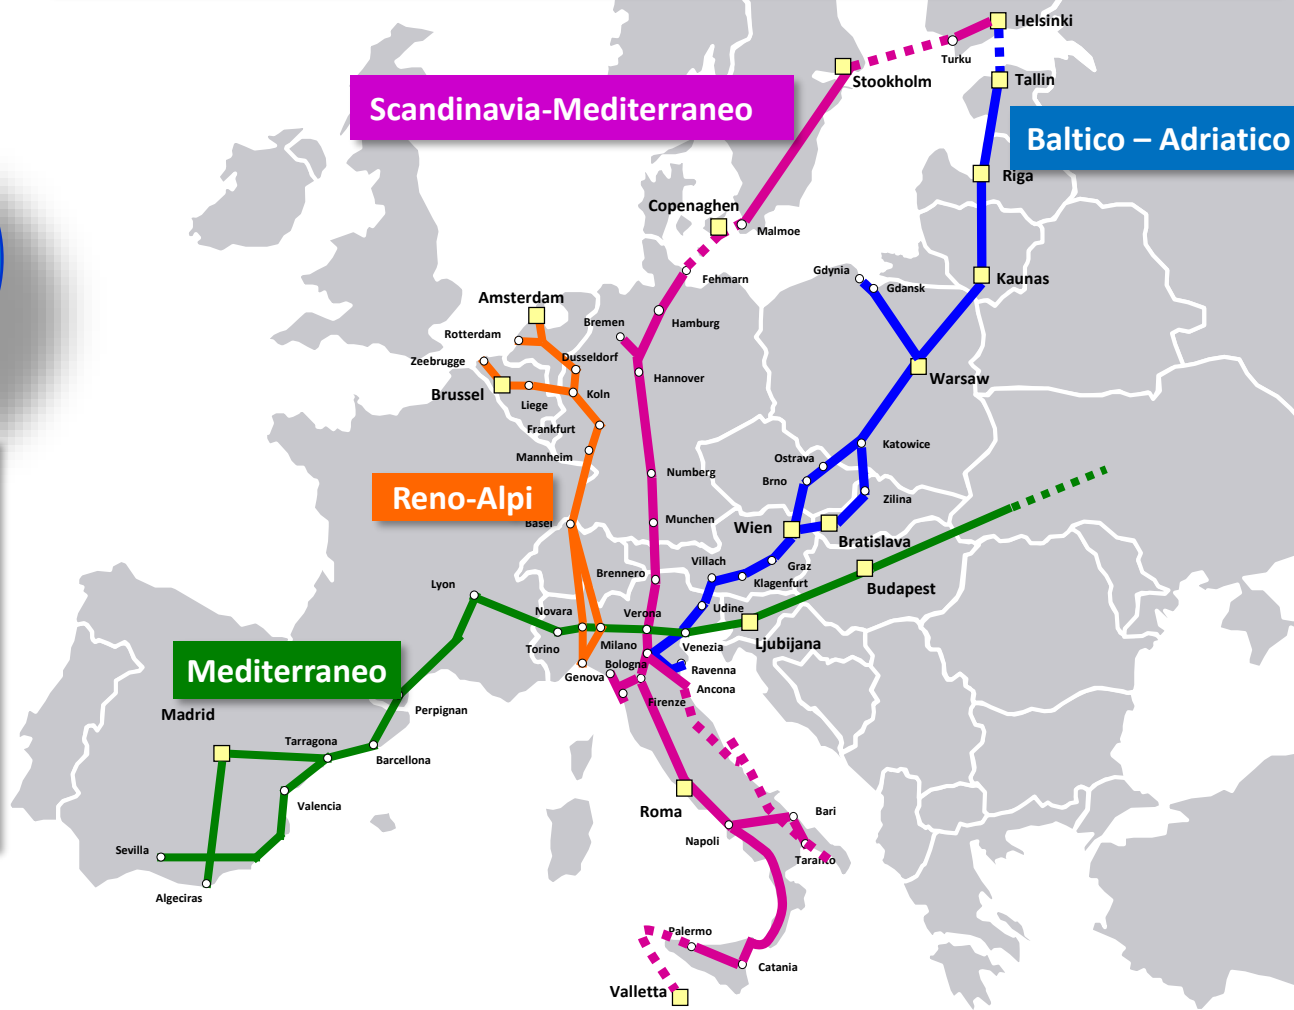 Helsinki
Turku
Stookholm
Tallin
Scandinavia-Mediterraneo
Baltico – Adriatico
Riga
Copenaghen
Malmoe
Fehmarn
Gdynia
Gdansk
Kaunas
Amsterdam
Bremen
Hamburg
Rotterdam
Zeebrugge
Dusseldorf
Hannover
Warsaw
Brussel
Liege
Koln
Frankfurt
Mannheim
Katowice
Ostrava
Numberg
Brno
Zilina
Reno-Alpi
Basel
Munchen
Wien
Bratislava
Villach
Graz
Brennero
Klagenfurt
Lyon
Budapest
Novara
Verona
Udine
Torino
Milano
Venezia
Ljubijana
Bologna
Ravenna
Genova
Mediterraneo
Ancona
Firenze
Madrid
Perpignan
Tarragona
Barcellona
Valencia
Roma
Bari
Napoli
Sevilla
Taranto
Algeciras
Palermo
Catania
Valletta